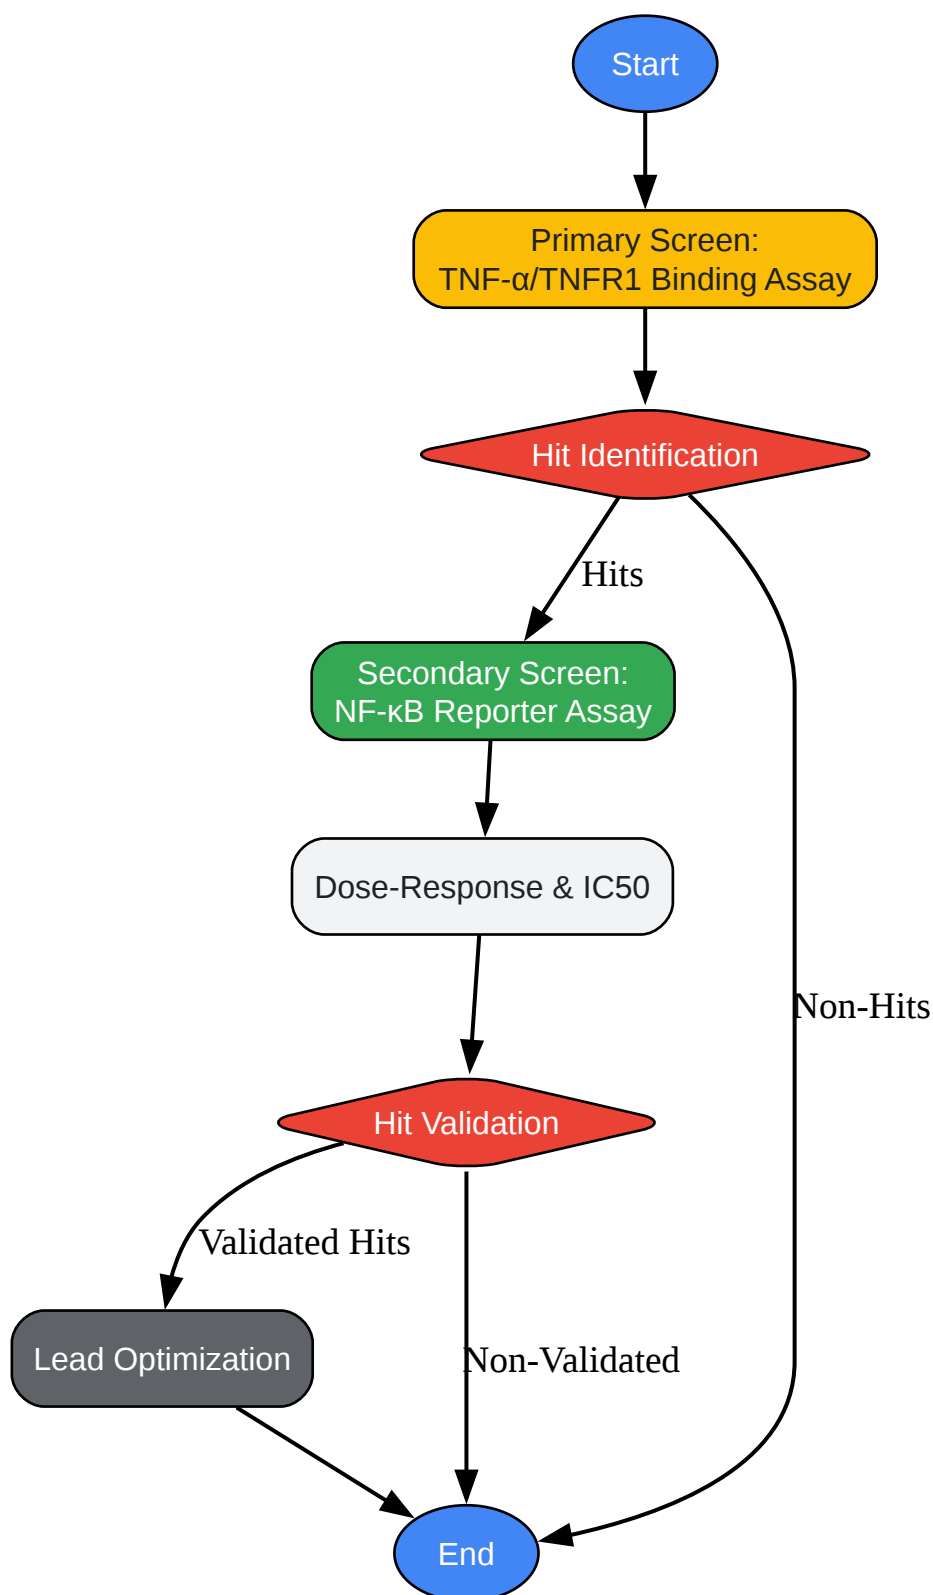 Start
Primary Screen:
TNF-α/TNFR1 Binding Assay
Hit Identification
Hits
Secondary Screen:
NF-κB Reporter Assay
Dose-Response & IC50
Non-Hits
Hit Validation
Validated Hits
Lead Optimization
Non-Validated
End